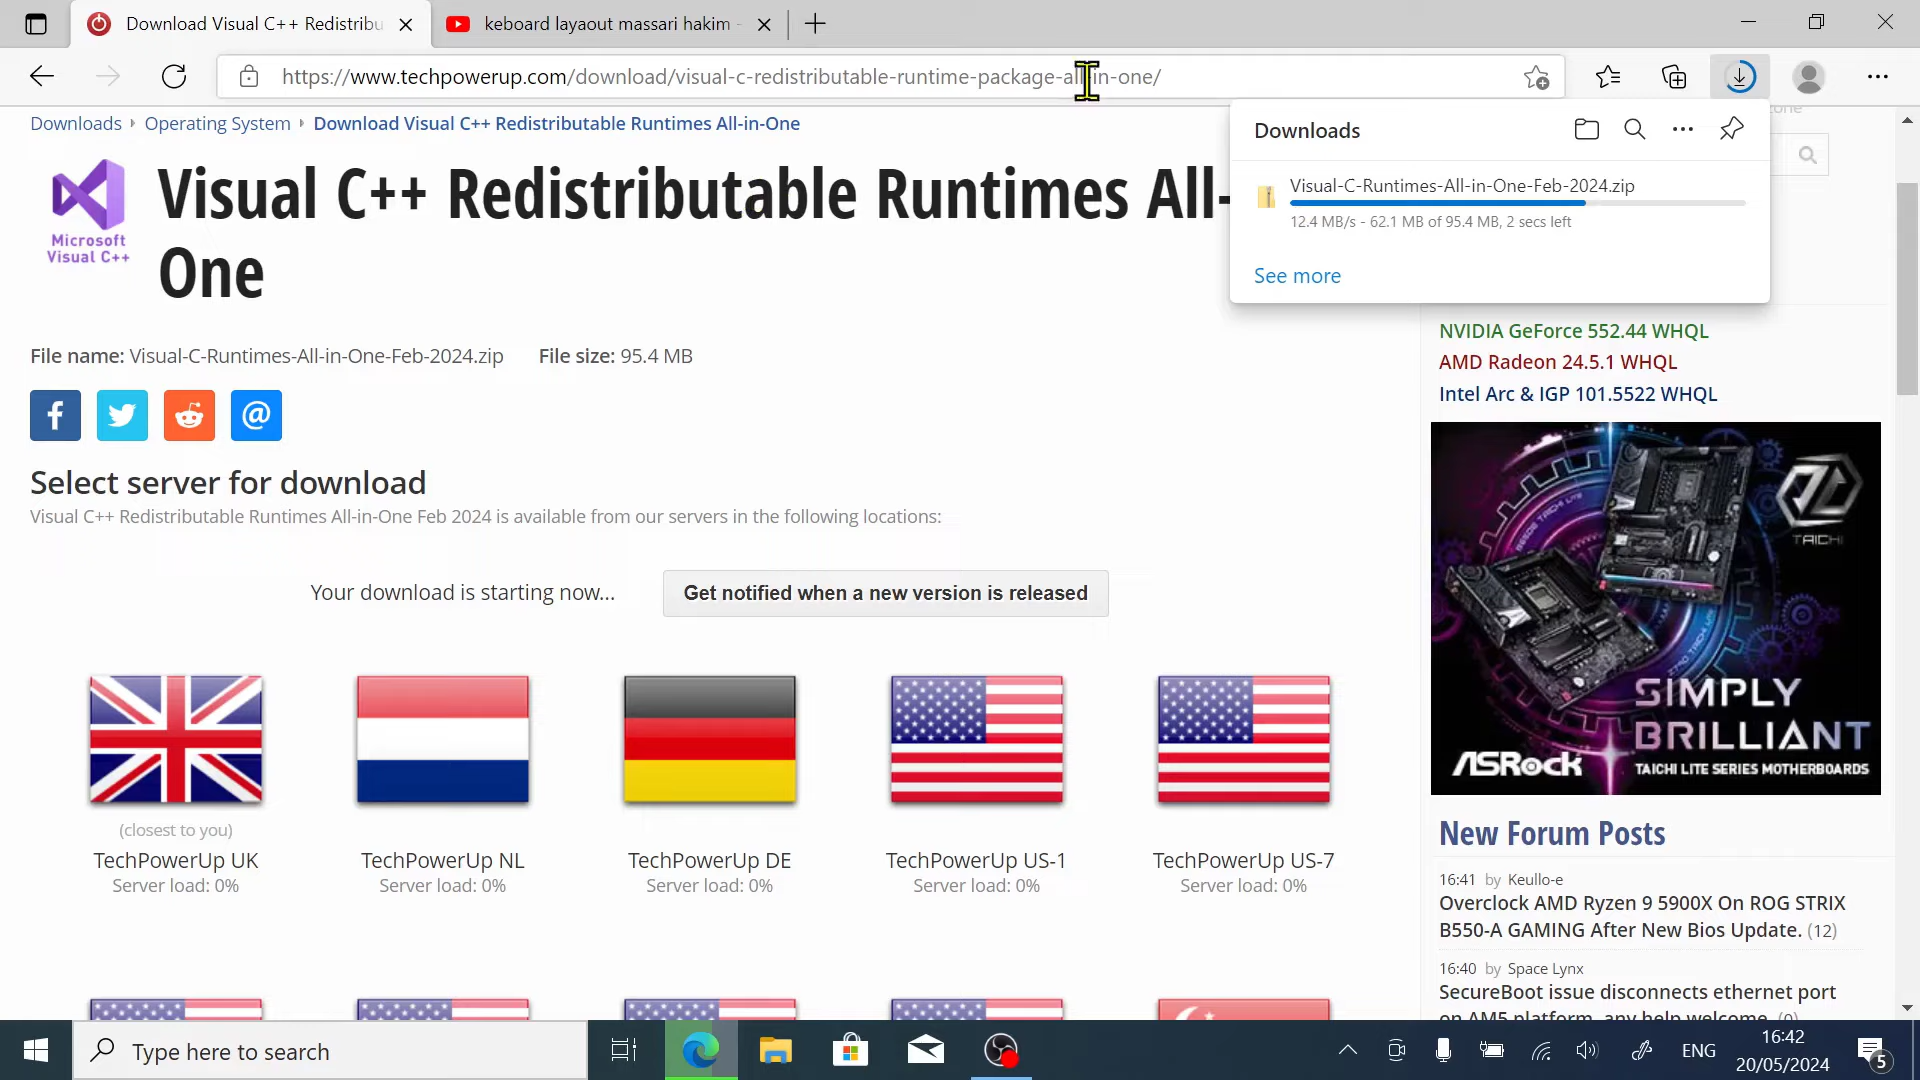 Download Visual C++ Redistribu
keboard layaout massari hakim -
https://www.techpowerup.com/download/visual-c-redistributable-runtime-package-all-in-one/
Downloads
Operating System
Download Visual C++ Redistributable Runtimes All-in-One
Microsoft
Visual C++
Visual C++ Redistributable Runtimes All-
One
Downloads
Visual-C-Runtimes-All-in-One-Feb-2024.zip
12.4 MB/s - 62.1 MB of 95.4 MB, 2 secs left
See more
File name: Visual-C-Runtimes-All-in-One-Feb-2024.zip File size: 95.4 MB
Select server for download
Visual C++ Redistributable Runtimes All-in-One Feb 2024 is available from our servers in the following locations:
Your download is starting now...
Get notified when a new version is released
(closest to you)
TechPowerUp UK
Server load: 0%
TechPowerUp NL
Server load: 0%
TechPowerUp DE
Server load: 0%
TechPowerUp US-1
Server load: 0%
TechPowerUp US-7
Server load: 0%
NVIDIA GeForce 552.44 WHQL
AMD Radeon 24.5.1 WHQL
Intel Arc & IGP 101.5522 WHQL
TAICHI
SIMPLY
BRILLIANT
ASRock
TAICHI LITE SERIES MOTHERBOARDS
New Forum Posts
16:41 by Keullo-e
Overclock AMD Ryzen 9 5900X On ROG STRIX
B550-A GAMING After New Bios Update. (12)
16:40 by Space Lynx
SecureBoot issue disconnects ethernet port
on AM5 platform, any help welcome. (0)
Type here to search
ENG
16:42
20/05/2024
5